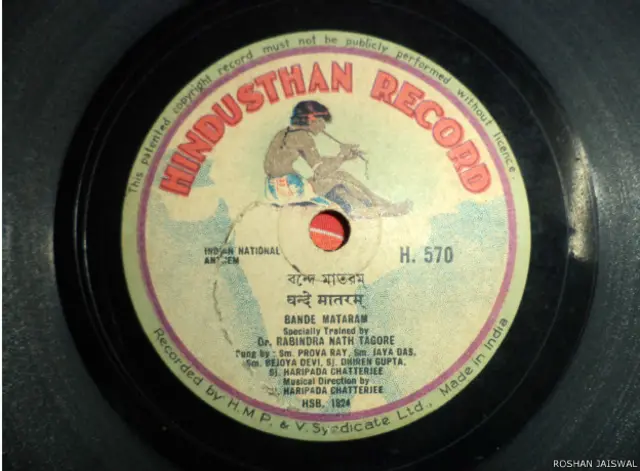 This patented copyright record must not be publicly performed without licence.
HINDUSTHAN RECORD
INDIAN NATIONAL
ANTHEM
H. 570
বন্দে মাতরম
वन्दे मातरम
BANDE MATARAM
Specially Trained by
Dr. RABINDRA NATH TAGORE
Sung by : Sm. PROVA RAY, Sm. JAYA DAS,
Sm. BEJOYA DEVI, Sj. DHIREN GUPTA,
Sj. HARIPADA CHATTERJEE
Musical Direction by
HARIPADA CHATTERJEE
HSB. 1624
Recorded by H.M.P. & V. Syndicate Ltd., Made in India
ROSHAN JAISWAL